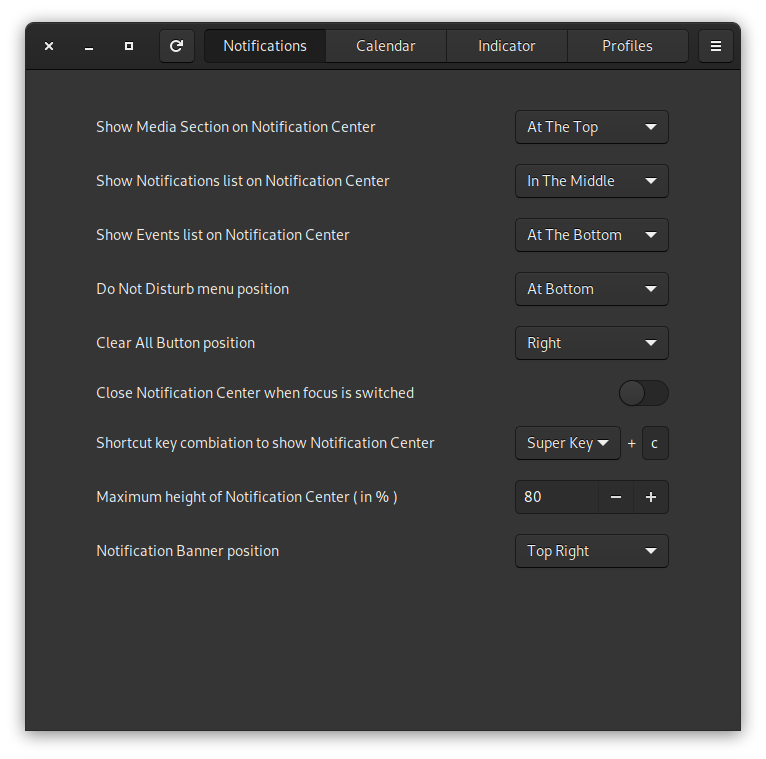 Notifications Calendar Indicator Profiles
Show Media Section on Notification Center At The Top
Show Notifications list on Notification Center In The Middle
Show Events list on Notification Center At The Bottom
Do Not Disturb menu position At Bottom
Clear All Button position Right
Close Notification Center when focus is switched
Shortcut key combiation to show Notification Center Super Key + c
Maximum height of Notification Center ( in % ) 80 − +
Notification Banner position Top Right